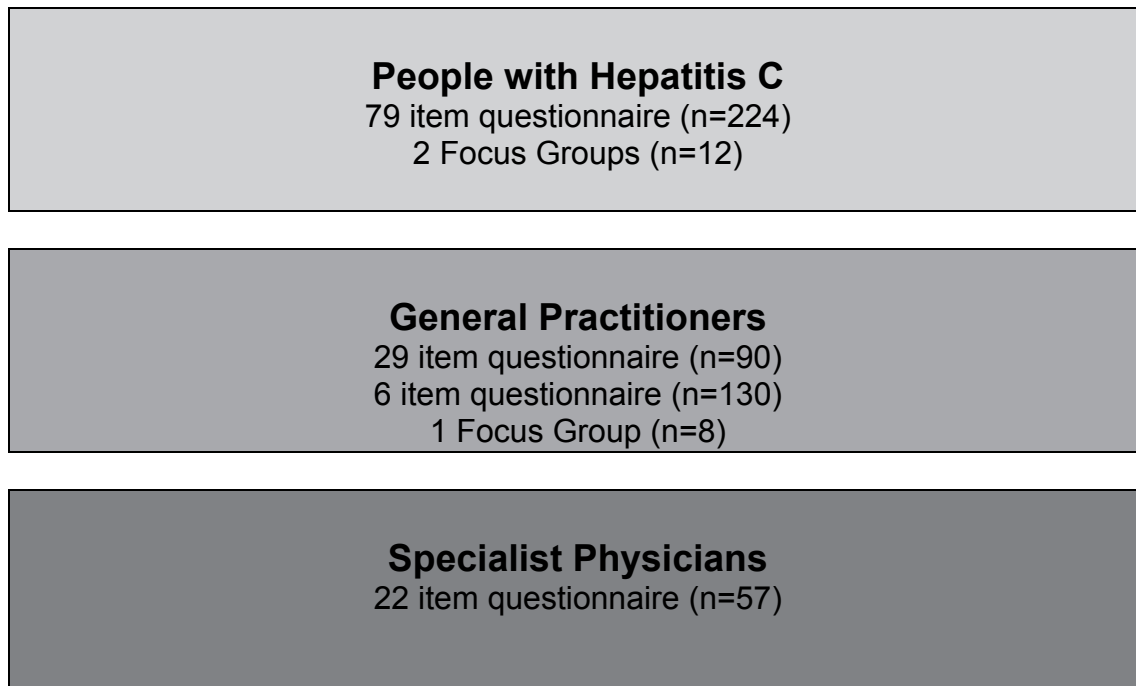 People with Hepatitis C
79 item questionnaire (n=224)
2 Focus Groups (n=12)
General Practitioners
29 item questionnaire (n=90)
6 item questionnaire (n=130)
1 Focus Group (n=8)
Specialist Physicians
22 item questionnaire (n=57)